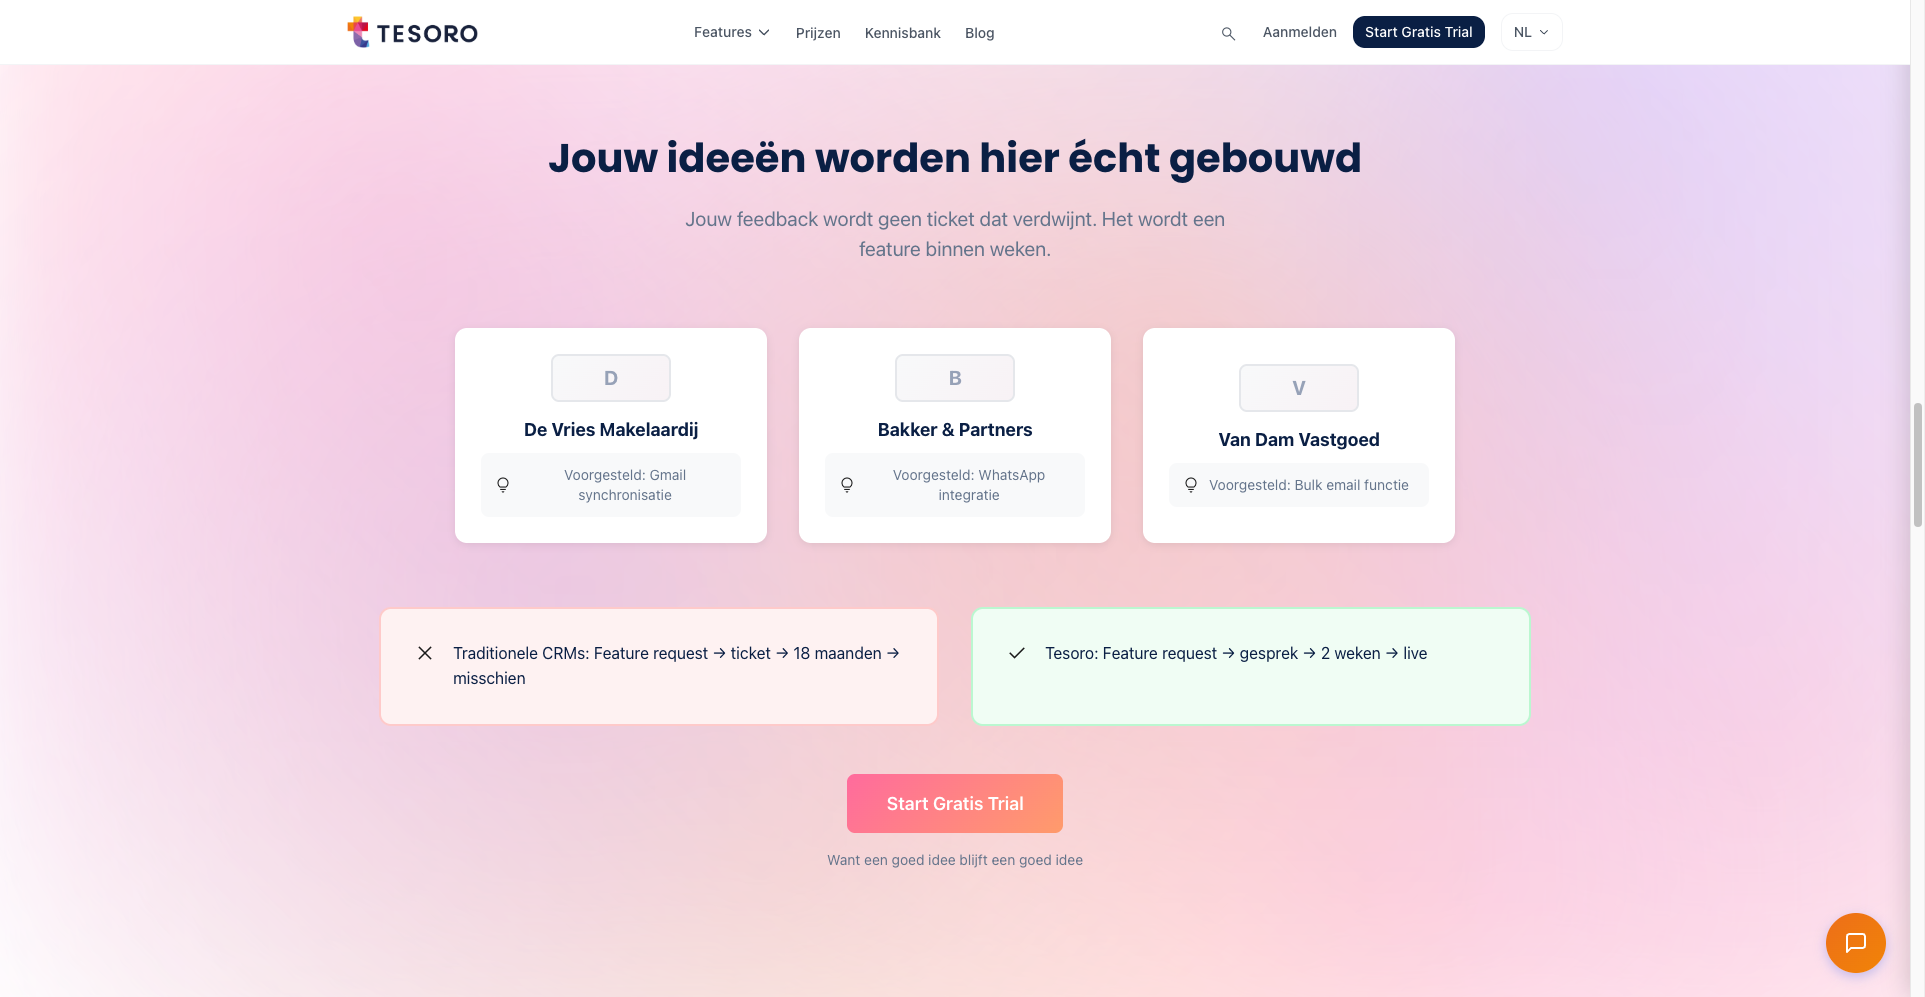 TESORO
Features
Prijzen
Kennisbank
Blog
Aanmelden
Start Gratis Trial
NL
Jouw ideeën worden hier écht gebouwd
Jouw feedback wordt geen ticket dat verdwijnt. Het wordt een
feature binnen weken.
D
De Vries Makelaardij
Voorgesteld: Gmail
synchronisatie
B
Bakker & Partners
Voorgesteld: WhatsApp
integratie
V
Van Dam Vastgoed
Voorgesteld: Bulk email functie
Traditionele CRMs: Feature request → ticket → 18 maanden →
misschien
Tesoro: Feature request → gesprek → 2 weken → live
Start Gratis Trial
Want een goed idee blijft een goed idee